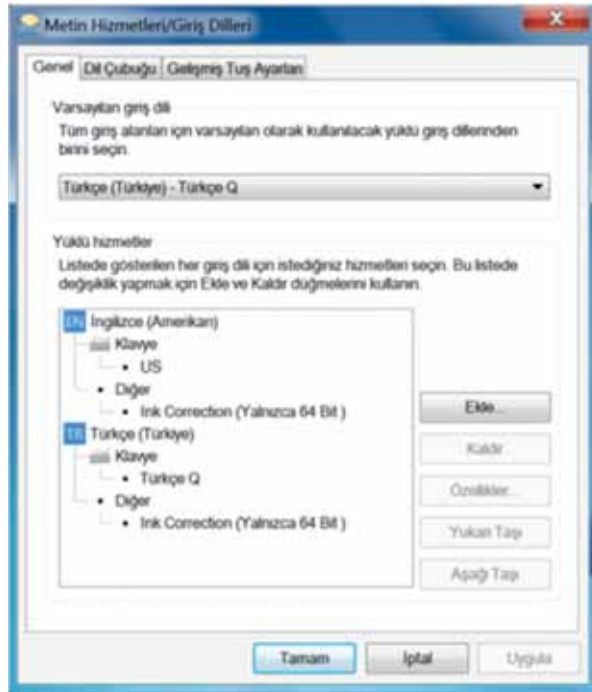 Metin Hizmetleri/Giriş Dilleri
Genel Dil Çubuğu Gelişmiş Tuş Ayarları
Varsayılan giriş dili
Tüm giriş alanları için varsayılan olarak kullanılacak yüklü giriş dillerinden
birini seçin.
Türkçe (Türkiye) - Türkçe Q
Yüklü hizmetler
Listede gösterilen her giriş dili için istediğiniz hizmetleri seçin. Bu listede
değişiklik yapmak için Ekle ve Kaldır düğmelerini kullanın.
EN İngilizce (Amerikan)
Klavye
• US
• Diğer
• Ink Correction (Yalnızca 64 Bit )
TR Türkçe (Türkiye)
Klavye
• Türkçe Q
• Diğer
• Ink Correction (Yalnızca 64 Bit )
Ekle...
Kaldır
Özellikler...
Yukarı Taşı
Aşağı Taşı
Tamam İptal Uygula